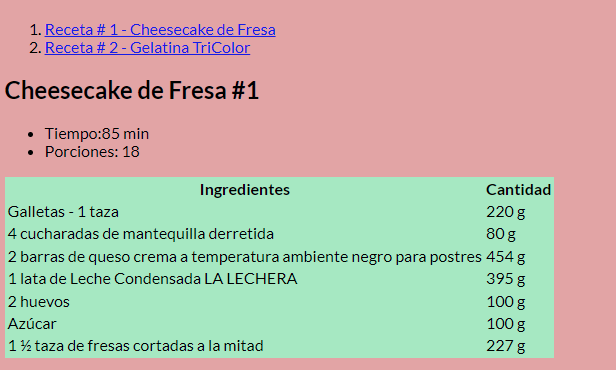 1. Receta # 1 - Cheesecake de Fresa
2. Receta # 2 - Gelatina TriColor
Cheesecake de Fresa #1
• Tiempo:85 min
• Porciones: 18
Ingredientes Cantidad
Galletas - 1 taza 220 g
4 cucharadas de mantequilla derretida 80 g
2 barras de queso crema a temperatura ambiente negro para postres 454 g
1 lata de Leche Condensada LA LECHERA 395 g
2 huevos 100 g
Azúcar 100 g
1 ½ taza de fresas cortadas a la mitad 227 g